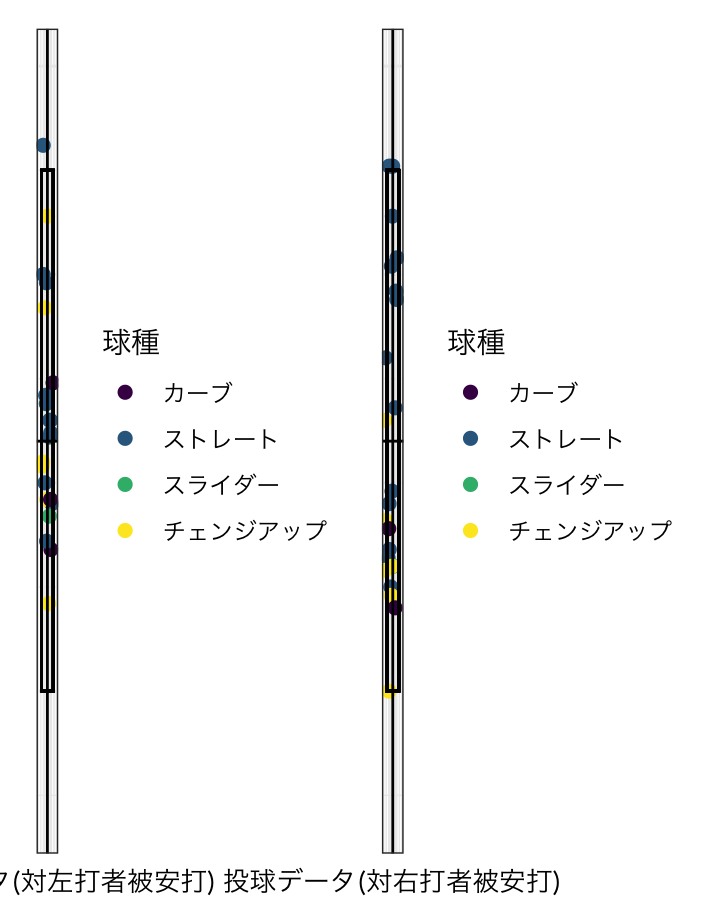 球種
カーブ
ストレート
スライダー
チェンジアップ
球種
カーブ
ストレート
スライダー
チェンジアップ
タ(対左打者被安打) 投球データ(対右打者被安打)